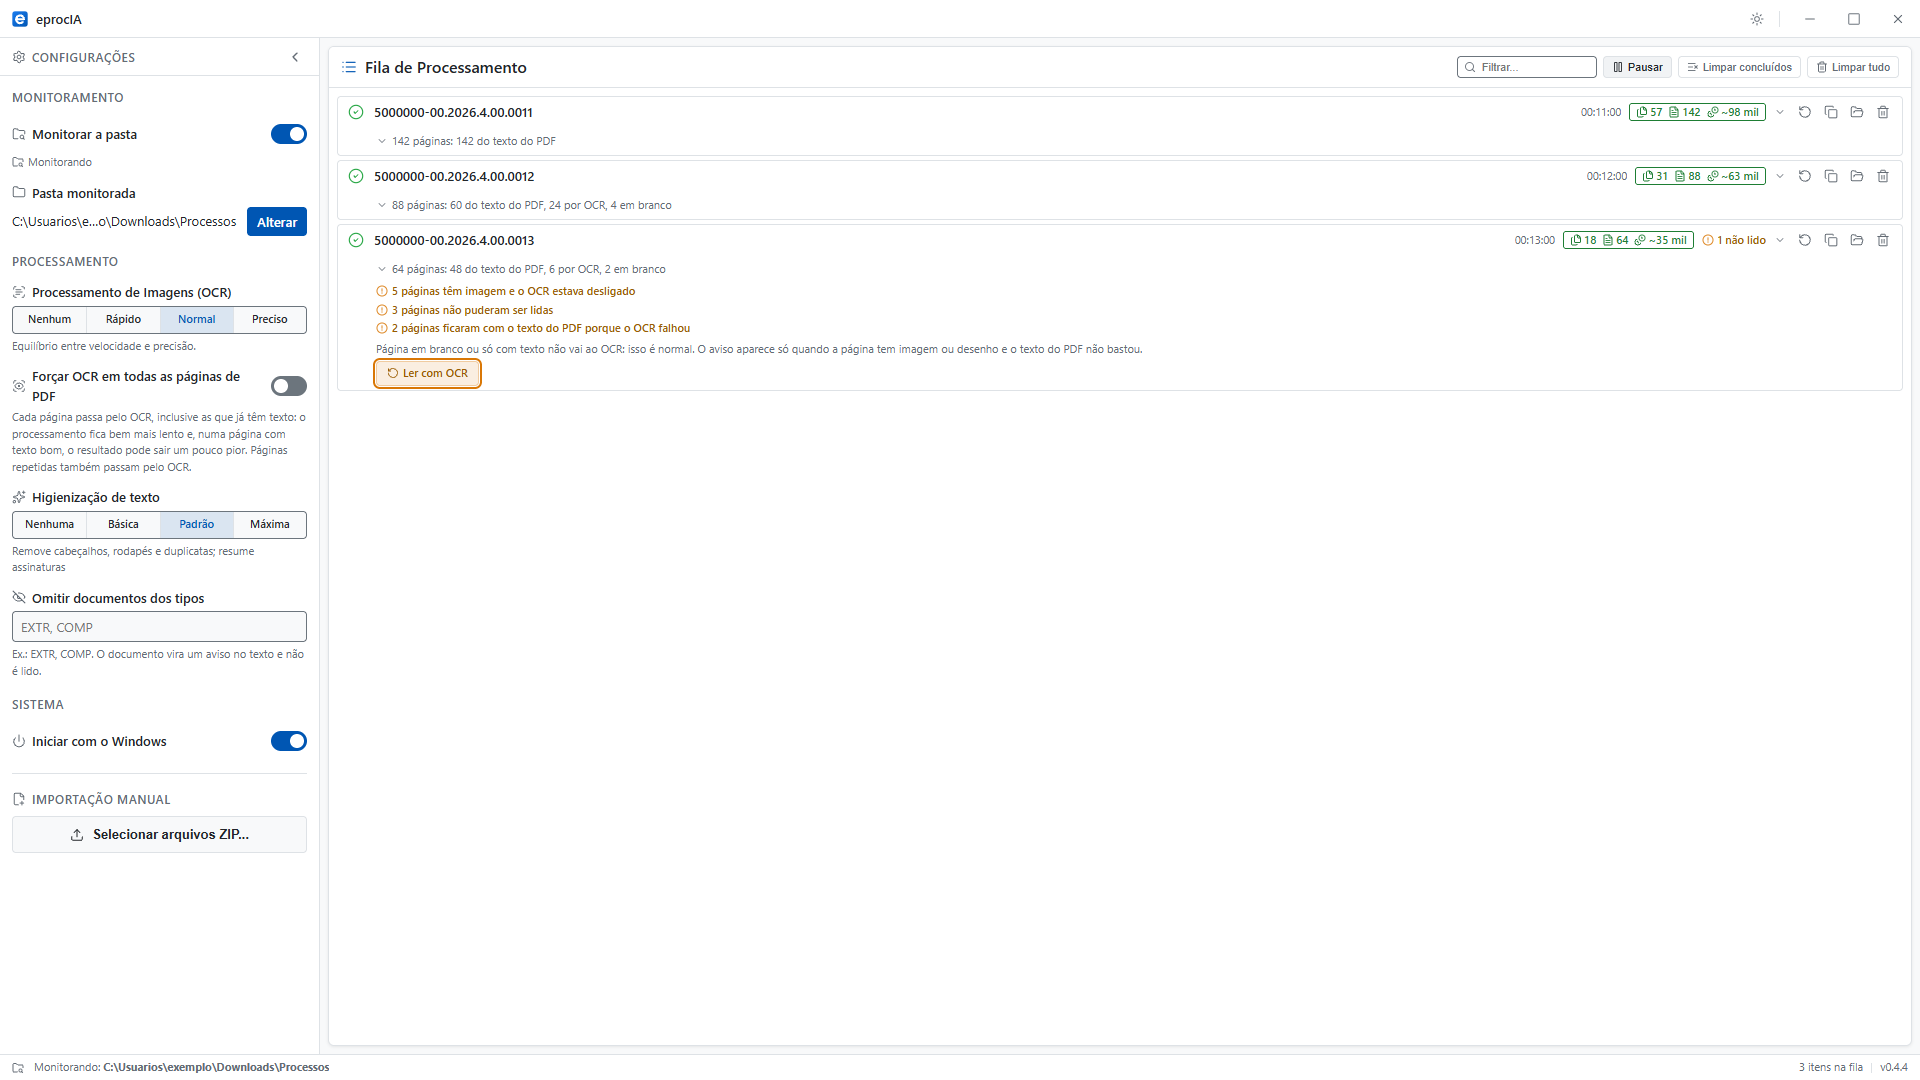 eprocIA
CONFIGURAÇÕES
MONITORAMENTO
Monitorar a pasta
Monitorando
Pasta monitorada
C:\Usuarios\e...o\Downloads\Processos
Alterar
PROCESSAMENTO
Processamento de Imagens (OCR)
Nenhum Rápido Normal Preciso
Equilíbrio entre velocidade e precisão.
Forçar OCR em todas as páginas de
PDF
Cada página passa pelo OCR, inclusive as que já têm texto: o
processamento fica bem mais lento e, numa página com
texto bom, o resultado pode sair um pouco pior. Páginas
repetidas também passam pelo OCR.
Higienização de texto
Nenhuma Básica Padrão Máxima
Remove cabeçalhos, rodapés e duplicatas; resume
assinaturas
Omitir documentos dos tipos
EXTR, COMP
Ex.: EXTR, COMP. O documento vira um aviso no texto e não
é lido.
SISTEMA
Iniciar com o Windows
IMPORTAÇÃO MANUAL
Selecionar arquivos ZIP...
Fila de Processamento
Filtrar...
Pausar
Limpar concluídos
Limpar tudo
5000000-00.2026.4.00.0011
00:11:00 57 142 ~98 mil
142 páginas: 142 do texto do PDF
5000000-00.2026.4.00.0012
00:12:00 31 88 ~63 mil
88 páginas: 60 do texto do PDF, 24 por OCR, 4 em branco
5000000-00.2026.4.00.0013
00:13:00 18 64 ~35 mil 1 não lido
64 páginas: 48 do texto do PDF, 6 por OCR, 2 em branco
5 páginas têm imagem e o OCR estava desligado
3 páginas não puderam ser lidas
2 páginas ficaram com o texto do PDF porque o OCR falhou
Página em branco ou só com texto não vai ao OCR: isso é normal. O aviso aparece só quando a página tem imagem ou desenho e o texto do PDF não bastou.
Ler com OCR
Monitorando: C:\Usuarios\exemplo\Downloads\Processos
3 itens na fila
v0.4.4